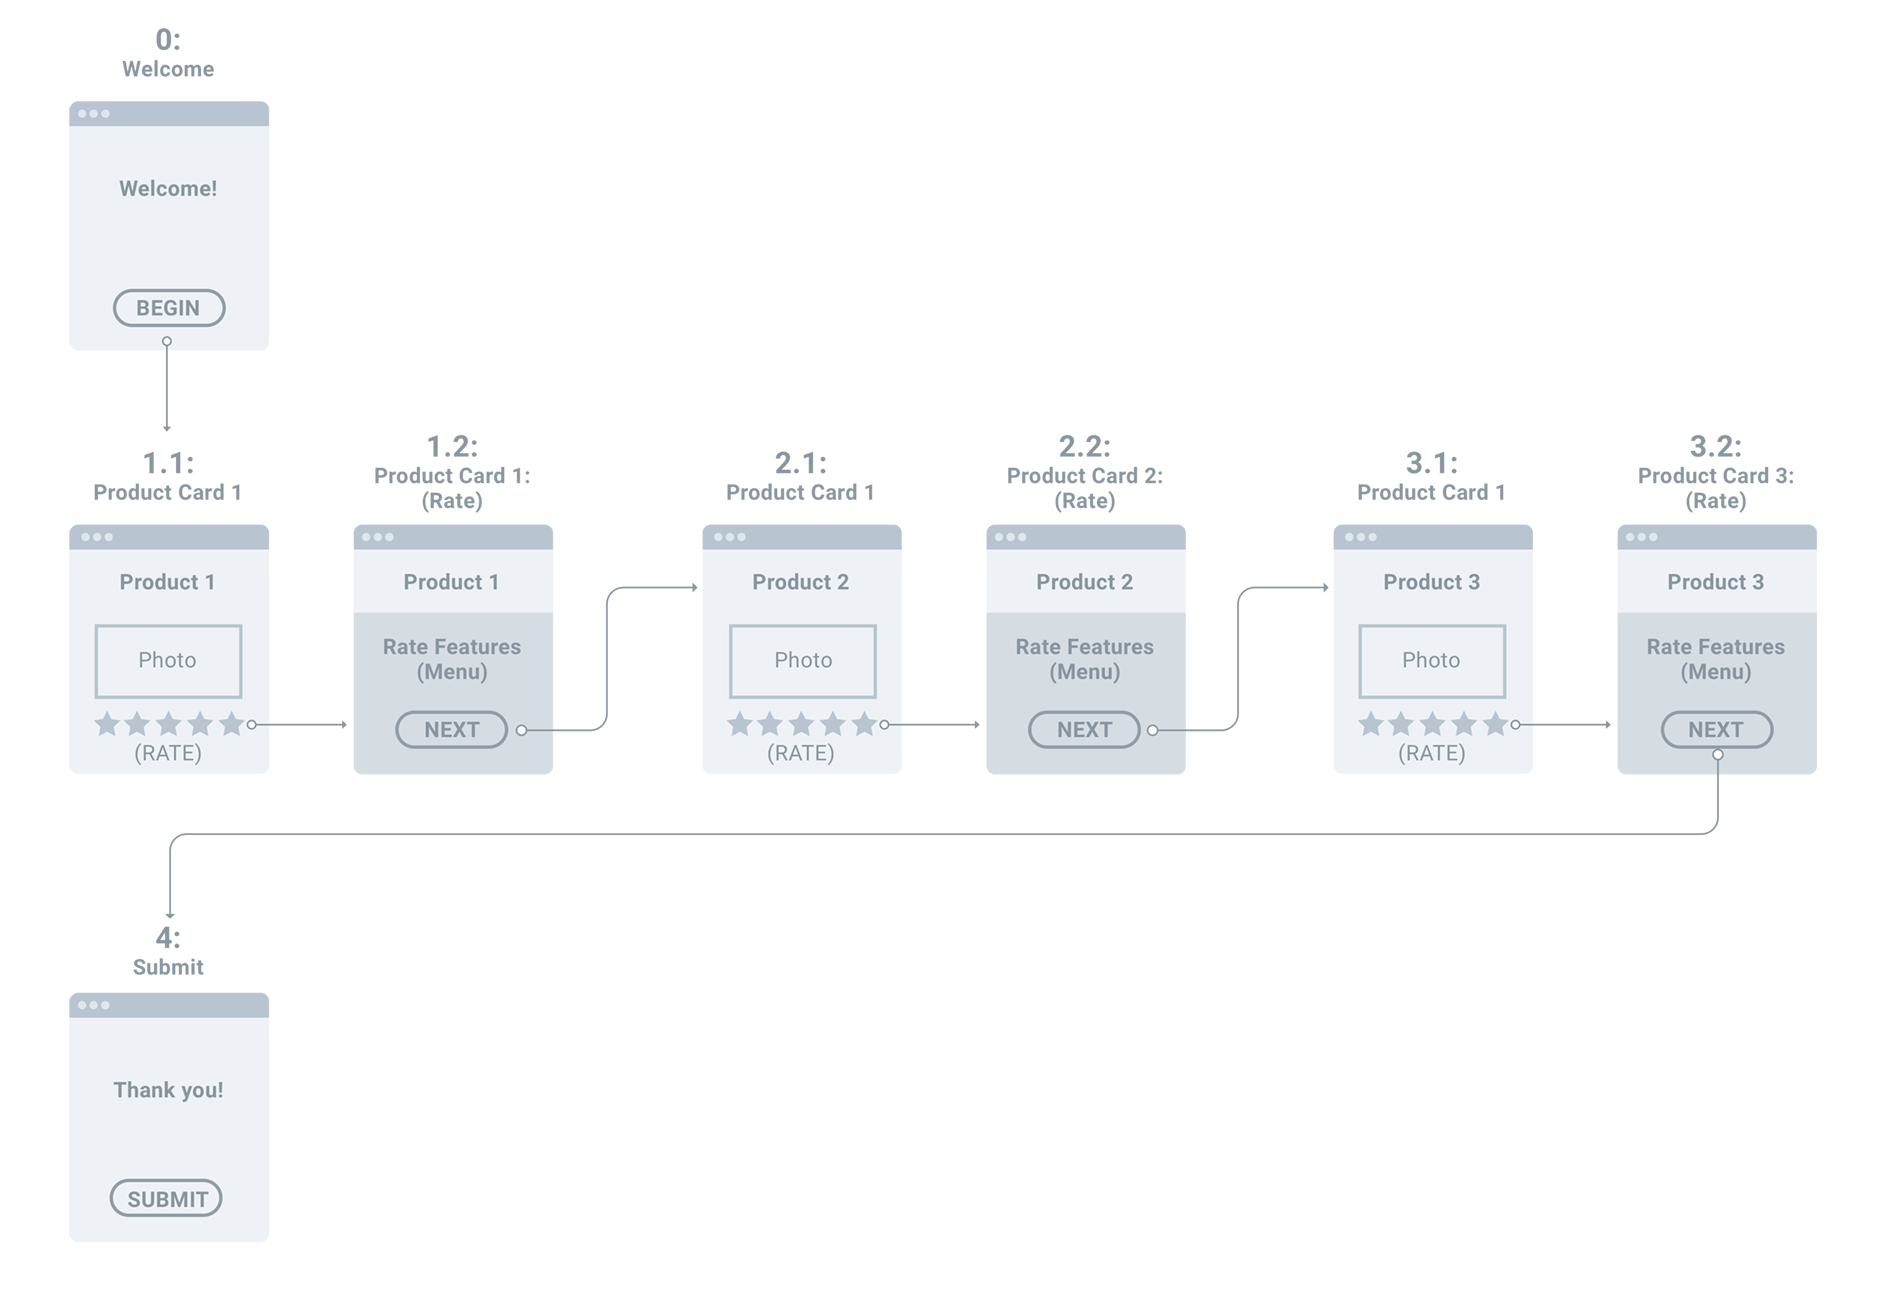 0:
Welcome
Welcome!
BEGIN
1.1:
Product Card 1
Product 1
Photo
(RATE)
1.2:
Product Card 1:
(Rate)
Product 1
Rate Features
(Menu)
NEXT
2.1:
Product Card 1
Product 2
Photo
(RATE)
2.2:
Product Card 2:
(Rate)
Product 2
Rate Features
(Menu)
NEXT
3.1:
Product Card 1
Product 3
Photo
(RATE)
3.2:
Product Card 3:
(Rate)
Product 3
Rate Features
(Menu)
NEXT
4:
Submit
Thank you!
SUBMIT